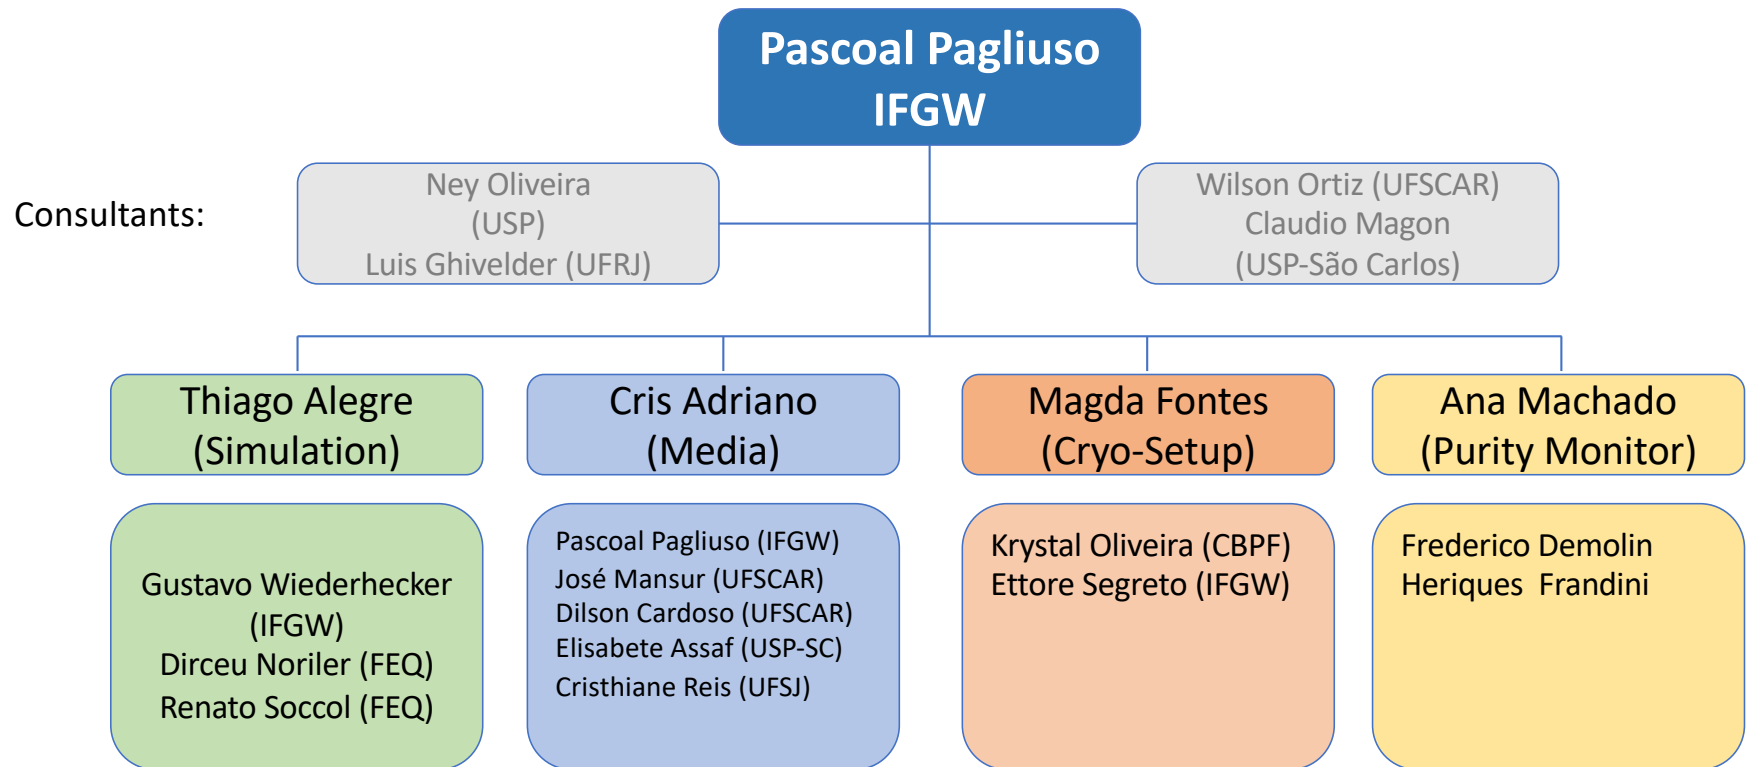 Pascoal Pagliuso
IFGW
Consultants:
Ney Oliveira
(USP)
Luis Ghivelder (UFRJ)
Wilson Ortiz (UFSCAR)
Claudio Magon
(USP-São Carlos)
Thiago Alegre
(Simulation)
Cris Adriano
(Media)
Magda Fontes
(Cryo-Setup)
Ana Machado
(Purity Monitor)
Gustavo Wiederhecker
(IFGW)
Dirceu Noriler (FEQ)
Renato Soccol (FEQ)
Pascoal Pagliuso (IFGW)
José Mansur (UFSCAR)
Dilson Cardoso (UFSCAR)
Elisabete Assaf (USP-SC)
Cristhiane Reis (UFSJ)
Krystal Oliveira (CBPF)
Ettore Segreto (IFGW)
Frederico Demolin
Heriques  Frandini